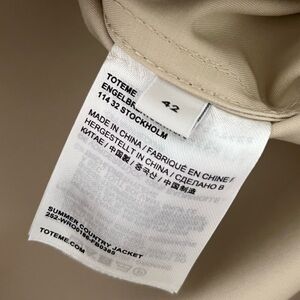 TOTEME
ENGELBR
114 32 STOCKHOLM
42
MADE IN CHINA / FABRIQUÉ EN CHINE /
HERGESTELLT IN CHINA / СДЕЛАНО В
КИТАЕ / 中国製 / 중국산 / 中国制造
SUMMER COUNTRY JACKET
TOTEME.COM